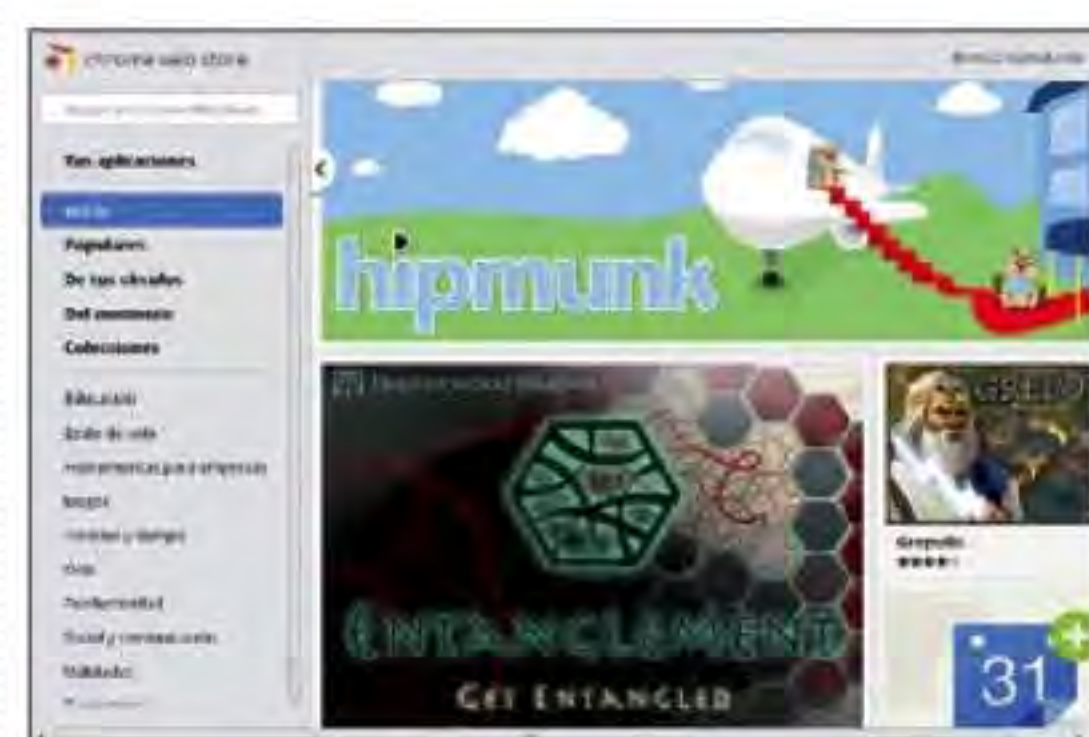 chrome web store
Tus aplicaciones
Inicio
Populares
De tus círculos
Del momento
Colecciones
Educación
Estilo de vida
Herramientas para empresas
Juegos
Noticias y tiempo
Ocio
Productividad
Social y comunicación
Utilidades
hipmunk
ENTANGLEMENT
GET ENTANGLED
Grepolis
31